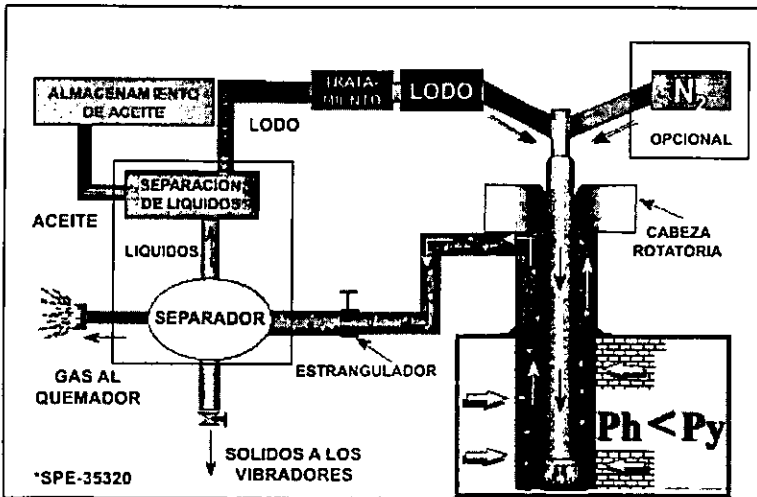 ALMACENAMIENTO
DE ACEITE
TRATA-
MIENTO
LODO
N2
OPCIONAL
LODO
SEPARACION
DE LIQUIDOS
ACEITE
LIQUIDOS
CABEZA
ROTATORIA
SEPARADOR
ESTRANGULADOR
GAS AL
QUEMADOR
Ph<Py
SOLIDOS A LOS
VIBRADORES
*SPE-35320